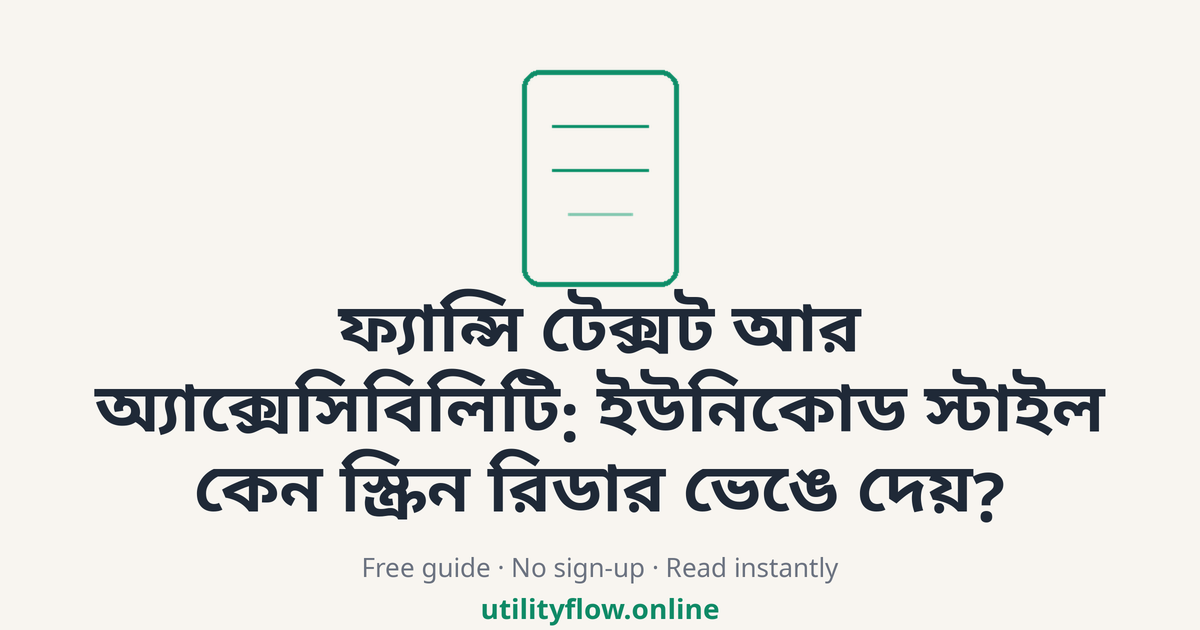 ফ্যান্সি টেক্সট আর
অ্যাক্সেসিবিলিটি: ইউনিকোড স্টাইল
কেন স্ক্রিন রিডার ভেঙে দেয়?
Free guide · No sign-up · Read instantly
utilityflow.online